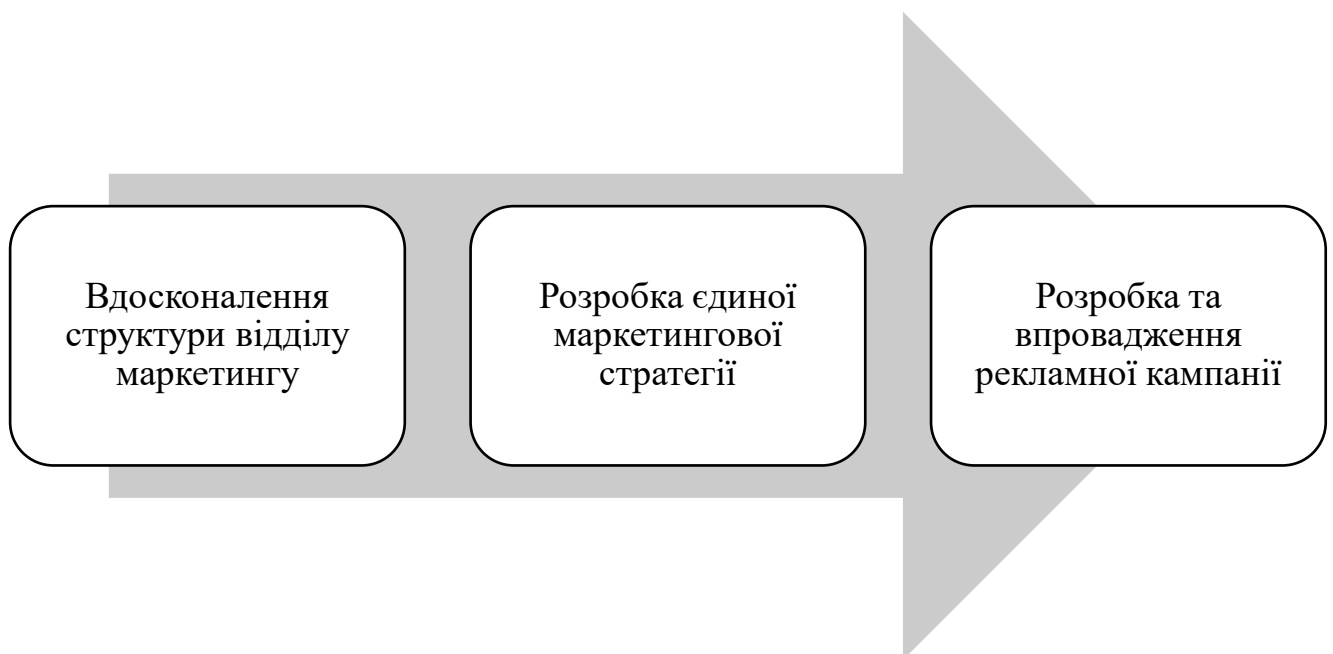 Вдосконалення
структури відділу
маркетингу
Розробка єдиної
маркетингової
стратегії
Розробка та
впровадження
рекламної кампанії